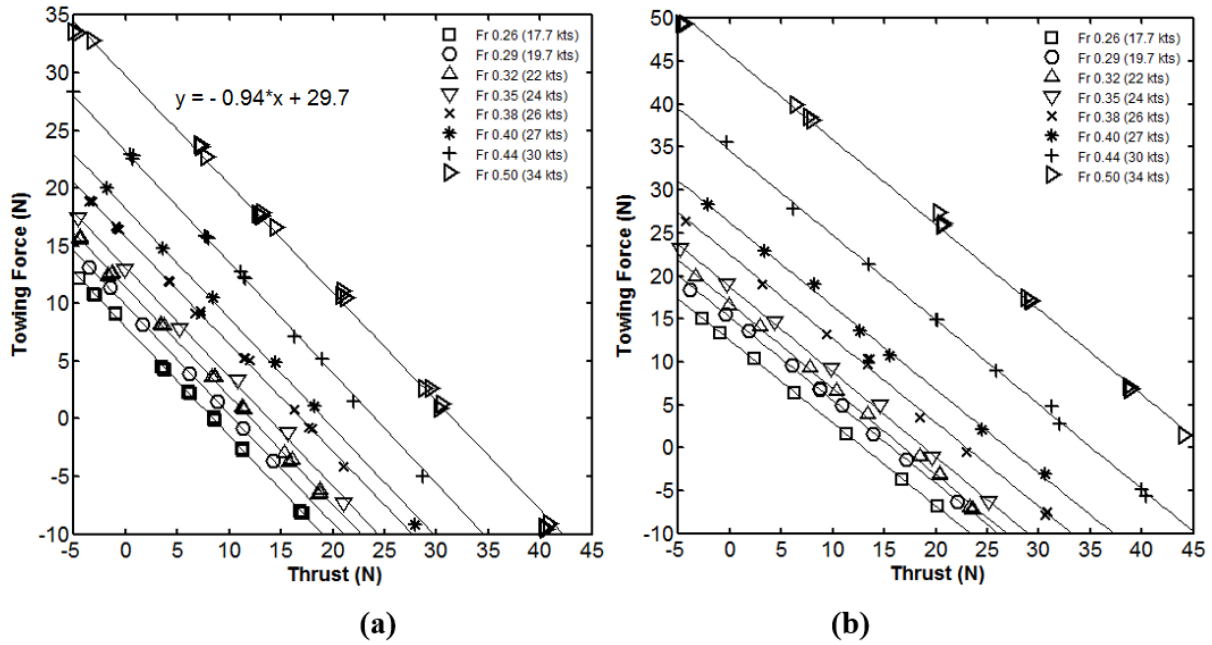 35
30
25
20
15
10
5
0
-5
-10
Towing Force (N)
-5 0 5 10 15 20 25 30 35 40 45
Thrust (N)
y = - 0.94*x + 29.7
Fr 0.26 (17.7 kts)
Fr 0.29 (19.7 kts)
Fr 0.32 (22 kts)
Fr 0.35 (24 kts)
Fr 0.38 (26 kts)
Fr 0.40 (27 kts)
Fr 0.44 (30 kts)
Fr 0.50 (34 kts)
(a)
50
45
40
35
30
25
20
15
10
5
0
-5
-10
Towing Force (N)
-5 0 5 10 15 20 25 30 35 40 45
Thrust (N)
Fr 0.26 (17.7 kts)
Fr 0.29 (19.7 kts)
Fr 0.32 (22 kts)
Fr 0.35 (24 kts)
Fr 0.38 (26 kts)
Fr 0.40 (27 kts)
Fr 0.44 (30 kts)
Fr 0.50 (34 kts)
(b)